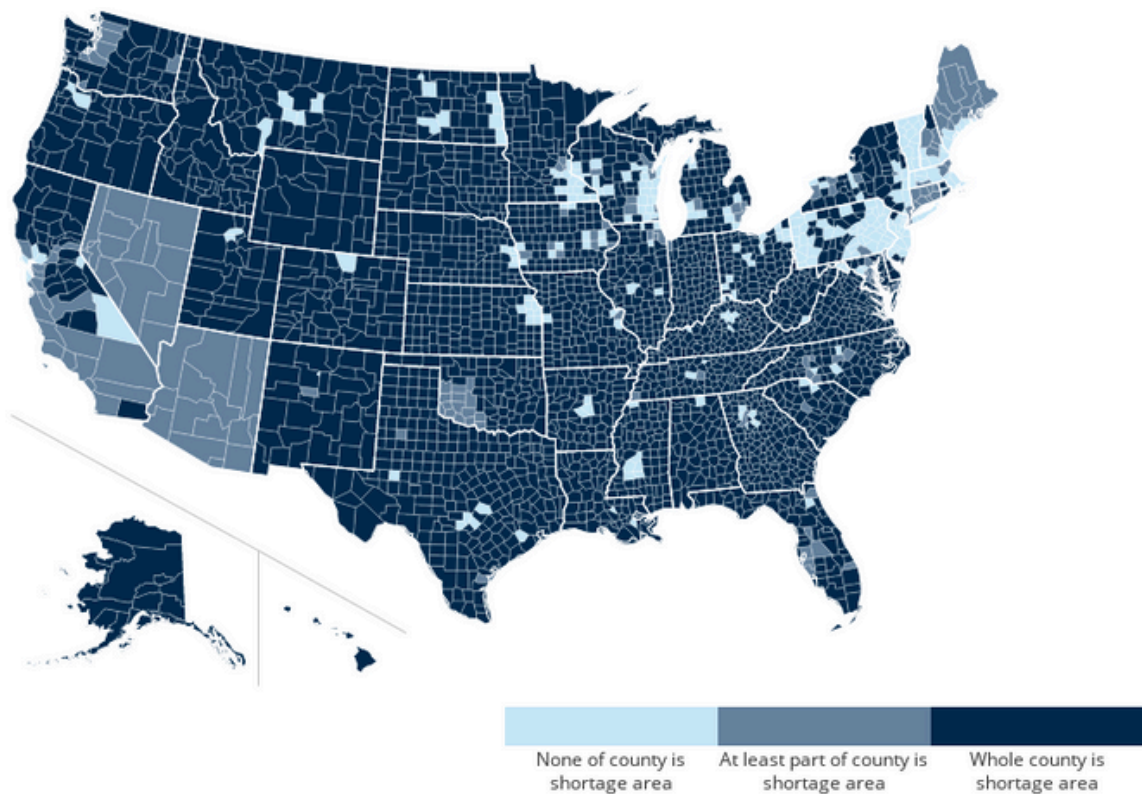 None of county is
shortage area
At least part of county is
shortage area
Whole county is
shortage area